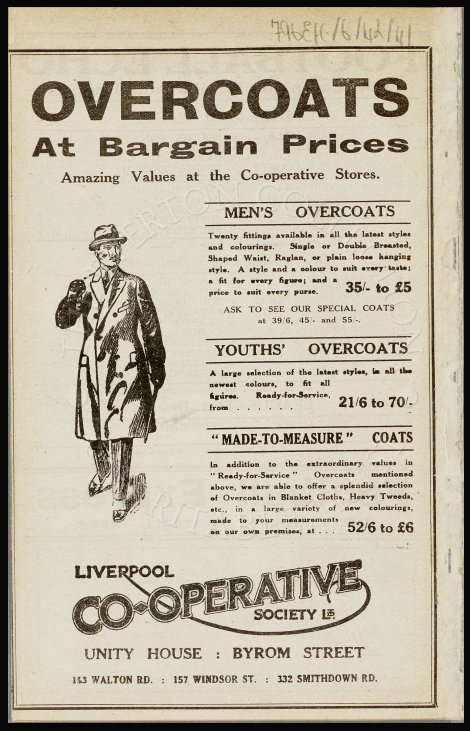 OVERCOATS
At Bargain Prices
Amazing Values at the Co-operative Stores.
MEN'S OVERCOATS
Twenty fittings available in all the latest styles
and colourings. Single or Double Breasted,
Shaped Waist, Raglan, or plain loose hanging
style. A style and a colour to suit every taste;
a fit for every figure; and a
price to suit every purse. 35/- to £5
ASK TO SEE OUR SPECIAL COATS
at 39/6, 45/- and 55/-.
YOUTHS' OVERCOATS
A large selection of the latest styles, in all the
newest colours, to fit all
figures. Ready-for-Service,
from . . . . . . . 21/6 to 70/-
"MADE-TO-MEASURE" COATS
In addition to the extraordinary values in
"Ready-for-Service" Overcoats mentioned
above, we are able to offer a splendid selection
of Overcoats in Blanket Cloths, Heavy Tweeds,
etc., in a large variety of new colourings,
made to your measurements
on our own premises, at . . . 52/6 to £6
LIVERPOOL
CO-OPERATIVE
SOCIETY LTD.
UNITY HOUSE : BYROM STREET
WALTON RD. : 157 WINDSOR ST. : 332 SMITHDOWN RD.